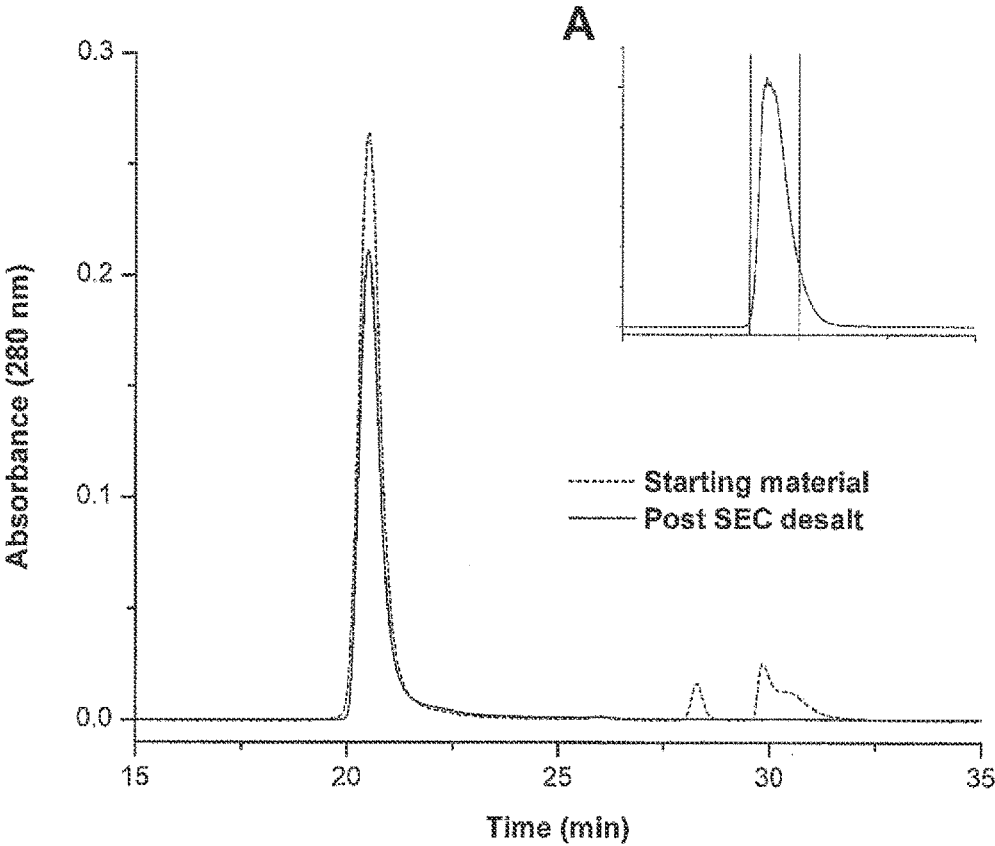 A
0.3
0.2
0.1
0.0
Absorbance (280 nm)
Starting material
Post SEC desalt
15 20 25 30 35
Time (min)